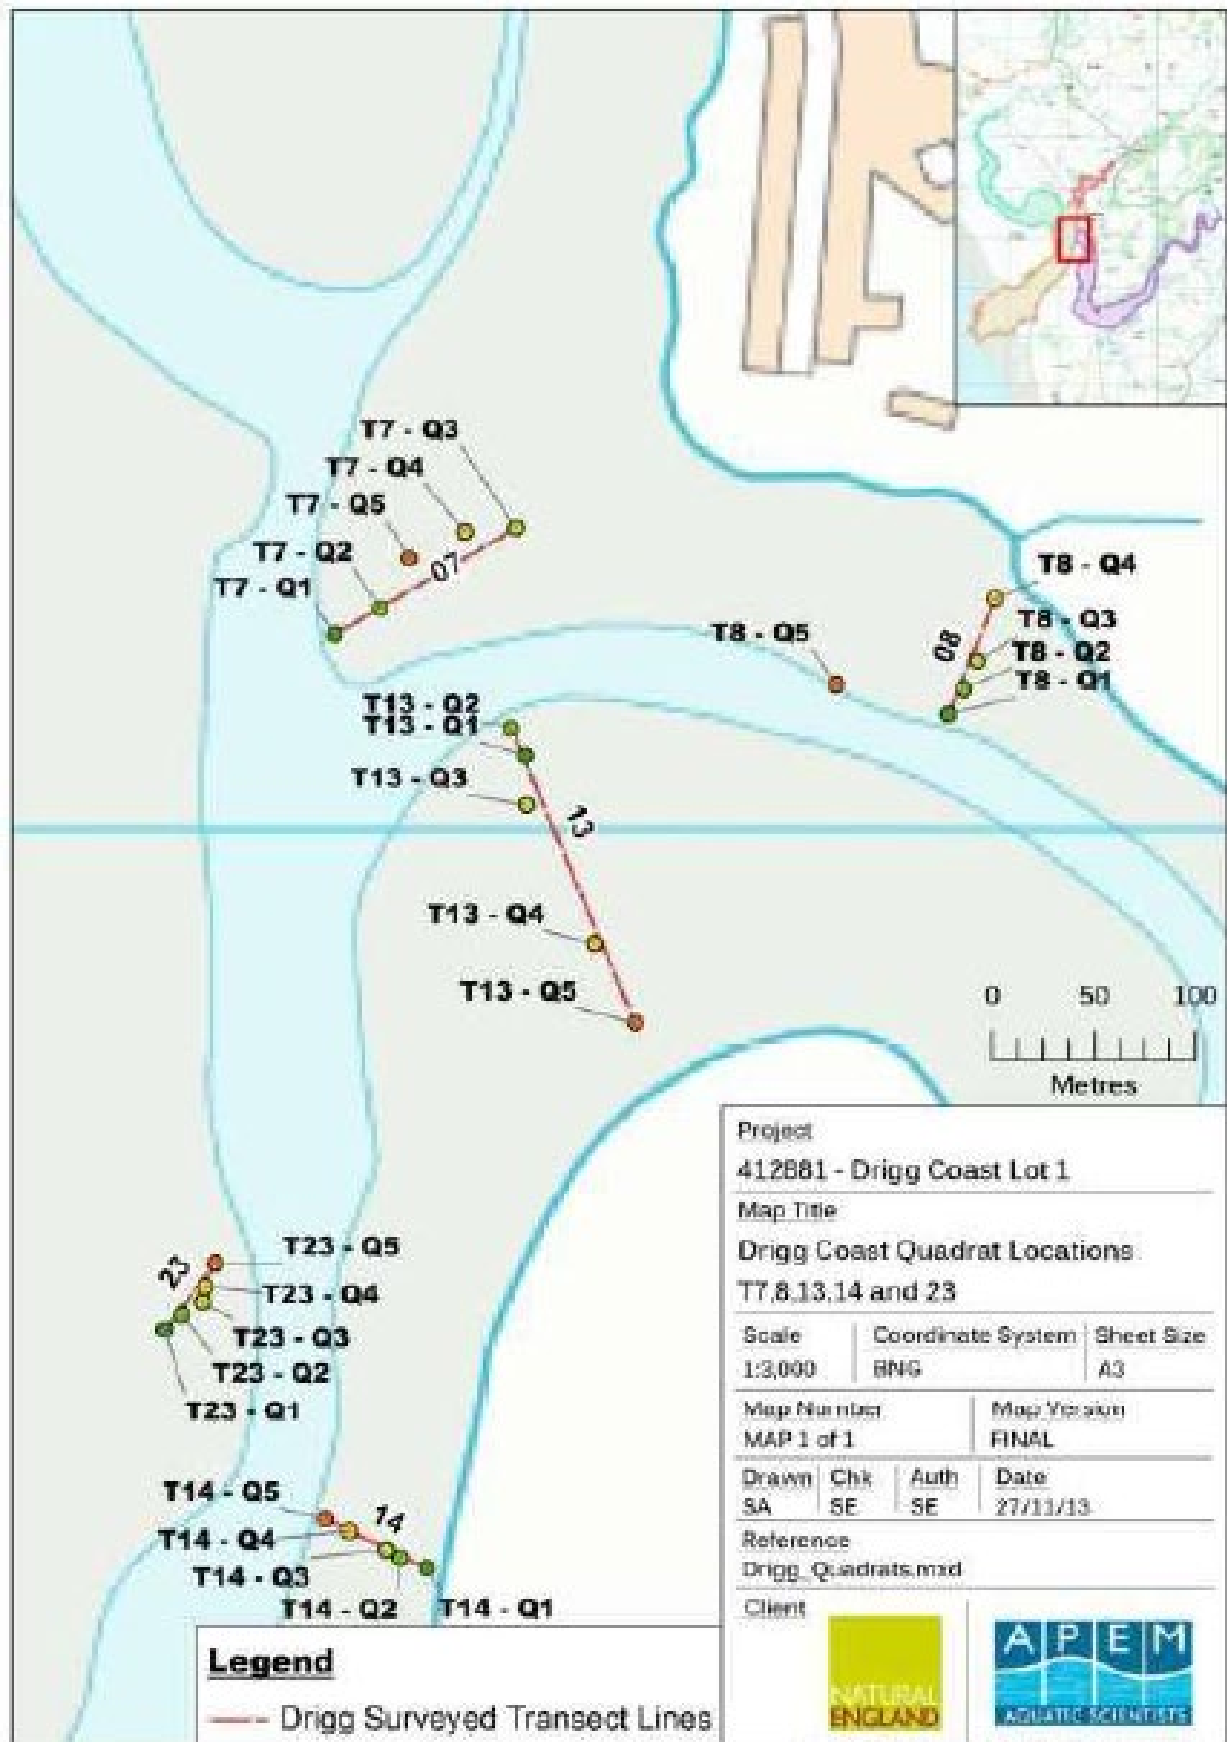 T7 - Q3
T7 - Q4
T7 - Q5
T7 - Q2
T7 - Q1
07
T8 - Q4
T8 - Q3
T8 - Q2
T8 - Q1
08
T8 - Q5
T13 - Q2
T13 - Q1
T13 - Q3
13
T13 - Q4
T13 - Q5
0 50 100
Metres
T23 - Q5
23
T23 - Q4
T23 - Q3
T23 - Q2
T23 - Q1
T14 - Q5
14
T14 - Q4
T14 - Q3
T14 - Q2
T14 - Q1
Legend
Drigg Surveyed Transect Lines
Project
412881 - Drigg Coast Lot 1
Map Title
Drigg Coast Quadrat Locations
T7,8,13,14 and 23
Scale Coordinate System Sheet Size
1:3,000 BNG A3
Map Number Map Version
MAP 1 of 1 FINAL
Drawn Chk Auth Date
SA SE SE 27/11/13
Reference
Drigg_Quadrats.mxd
Client
NATURAL
ENGLAND
APEM
AQUATIC SCIENTISTS